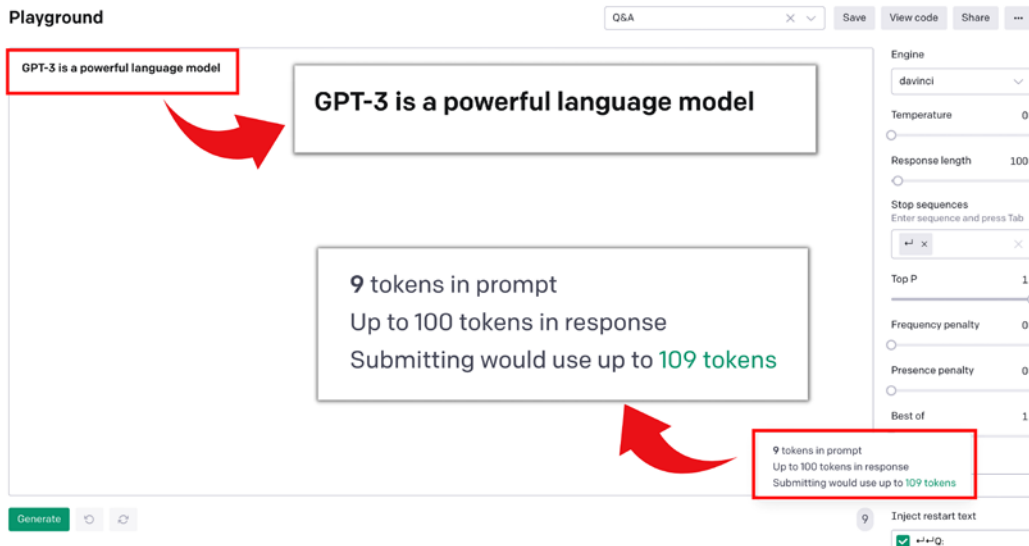 Playground
Q&A
Save
View code
Share
GPT-3 is a powerful language model
GPT-3 is a powerful language model
9 tokens in prompt
Up to 100 tokens in response
Submitting would use up to 109 tokens
9 tokens in prompt
Up to 100 tokens in response
Submitting would use up to 109 tokens
Generate
9
Engine
davinci
Temperature 0
Response length 100
Stop sequences
Enter sequence and press Tab
↵ ×
Top P 1
Frequency penalty 0
Presence penalty 0
Best of 1
Inject restart text
↵↵Q: